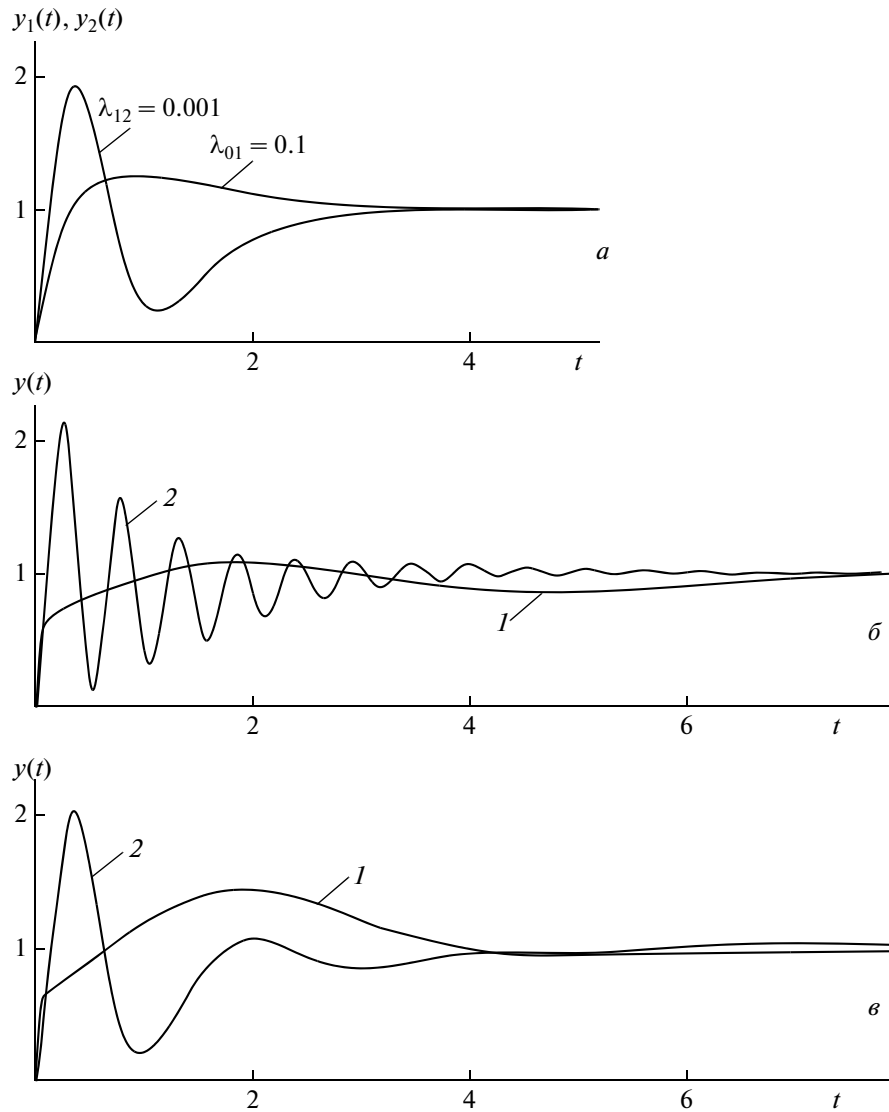 y₁(t), y₂(t)
2
λ₁₂ = 0.001
λ₀₁ = 0.1
1
а
2 4 t
y(t)
2
2
1
1
б
2 4 6 t
y(t)
2
2
1
1
в
2 4 6 t